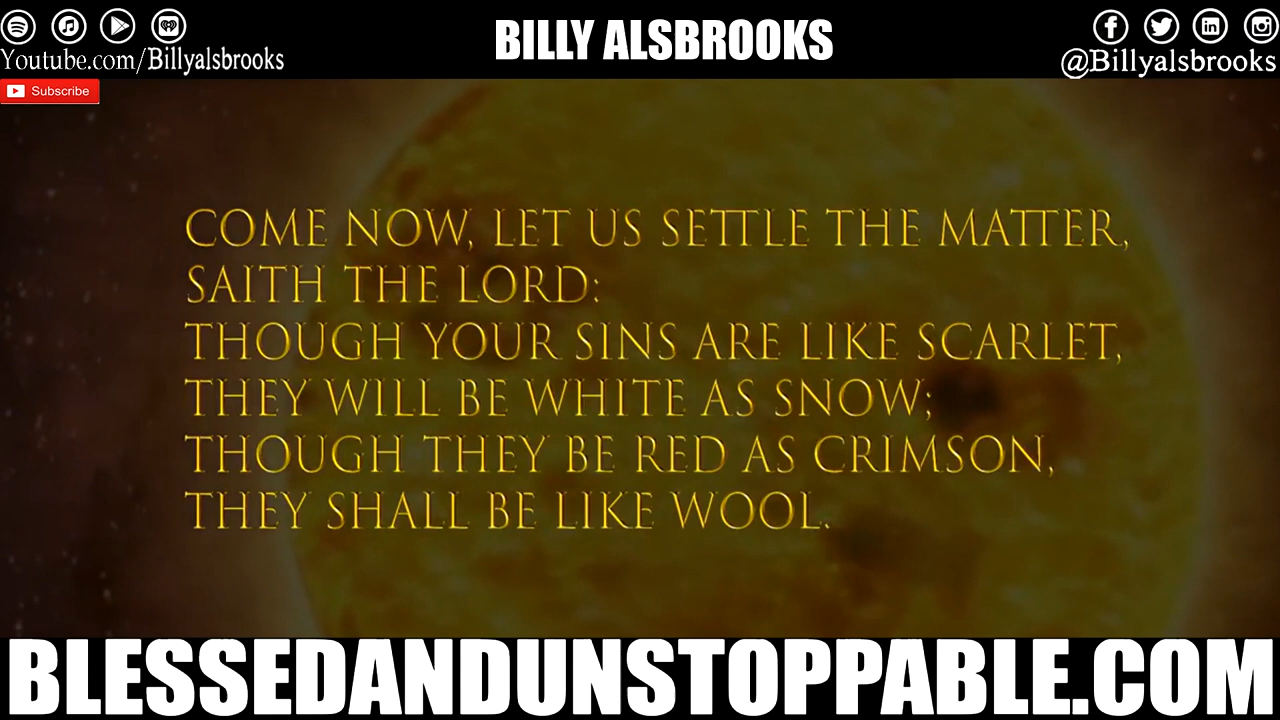 BILLY ALSBROOKS
Youtube.com/Billyalsbrooks
@Billyalsbrooks
Subscribe
COME NOW, LET US SETTLE THE MATTER,
SAITH THE LORD:
THOUGH YOUR SINS ARE LIKE SCARLET,
THEY WILL BE WHITE AS SNOW;
THOUGH THEY BE RED AS CRIMSON,
THEY SHALL BE LIKE WOOL.
BLESSEDANDUNSTOPPABLE.COM